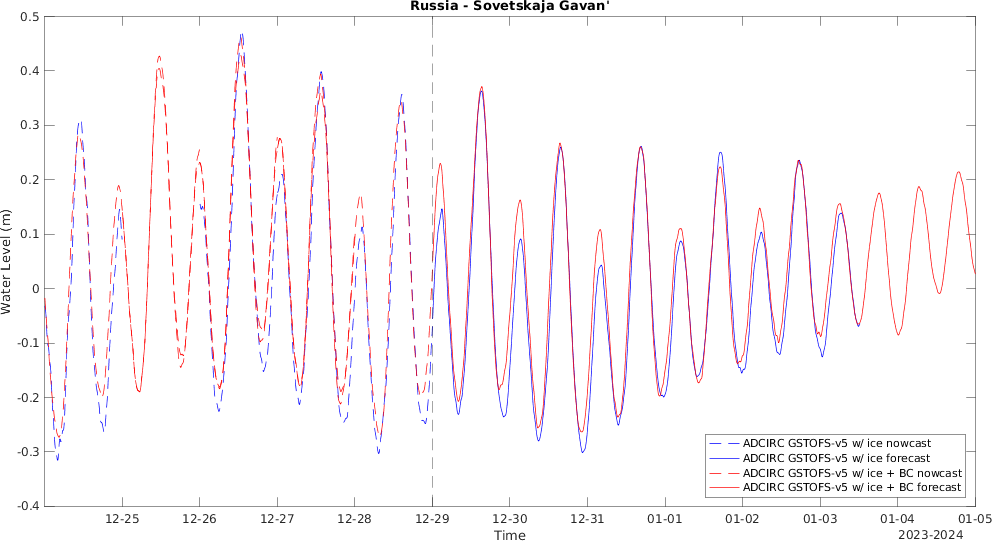 Russia - Sovetskaja Gavan'
0.5
0.4
0.3
0.2
0.1
0
-0.1
-0.2
-0.3
-0.4
Water Level (m)
ADCIRC GSTOFS-v5 w/ ice nowcast
ADCIRC GSTOFS-v5 w/ ice forecast
ADCIRC GSTOFS-v5 w/ ice + BC nowcast
ADCIRC GSTOFS-v5 w/ ice + BC forecast
12-25 12-26 12-27 12-28 12-29 12-30 12-31 01-01 01-02 01-03 01-04 01-05
Time
2023-2024